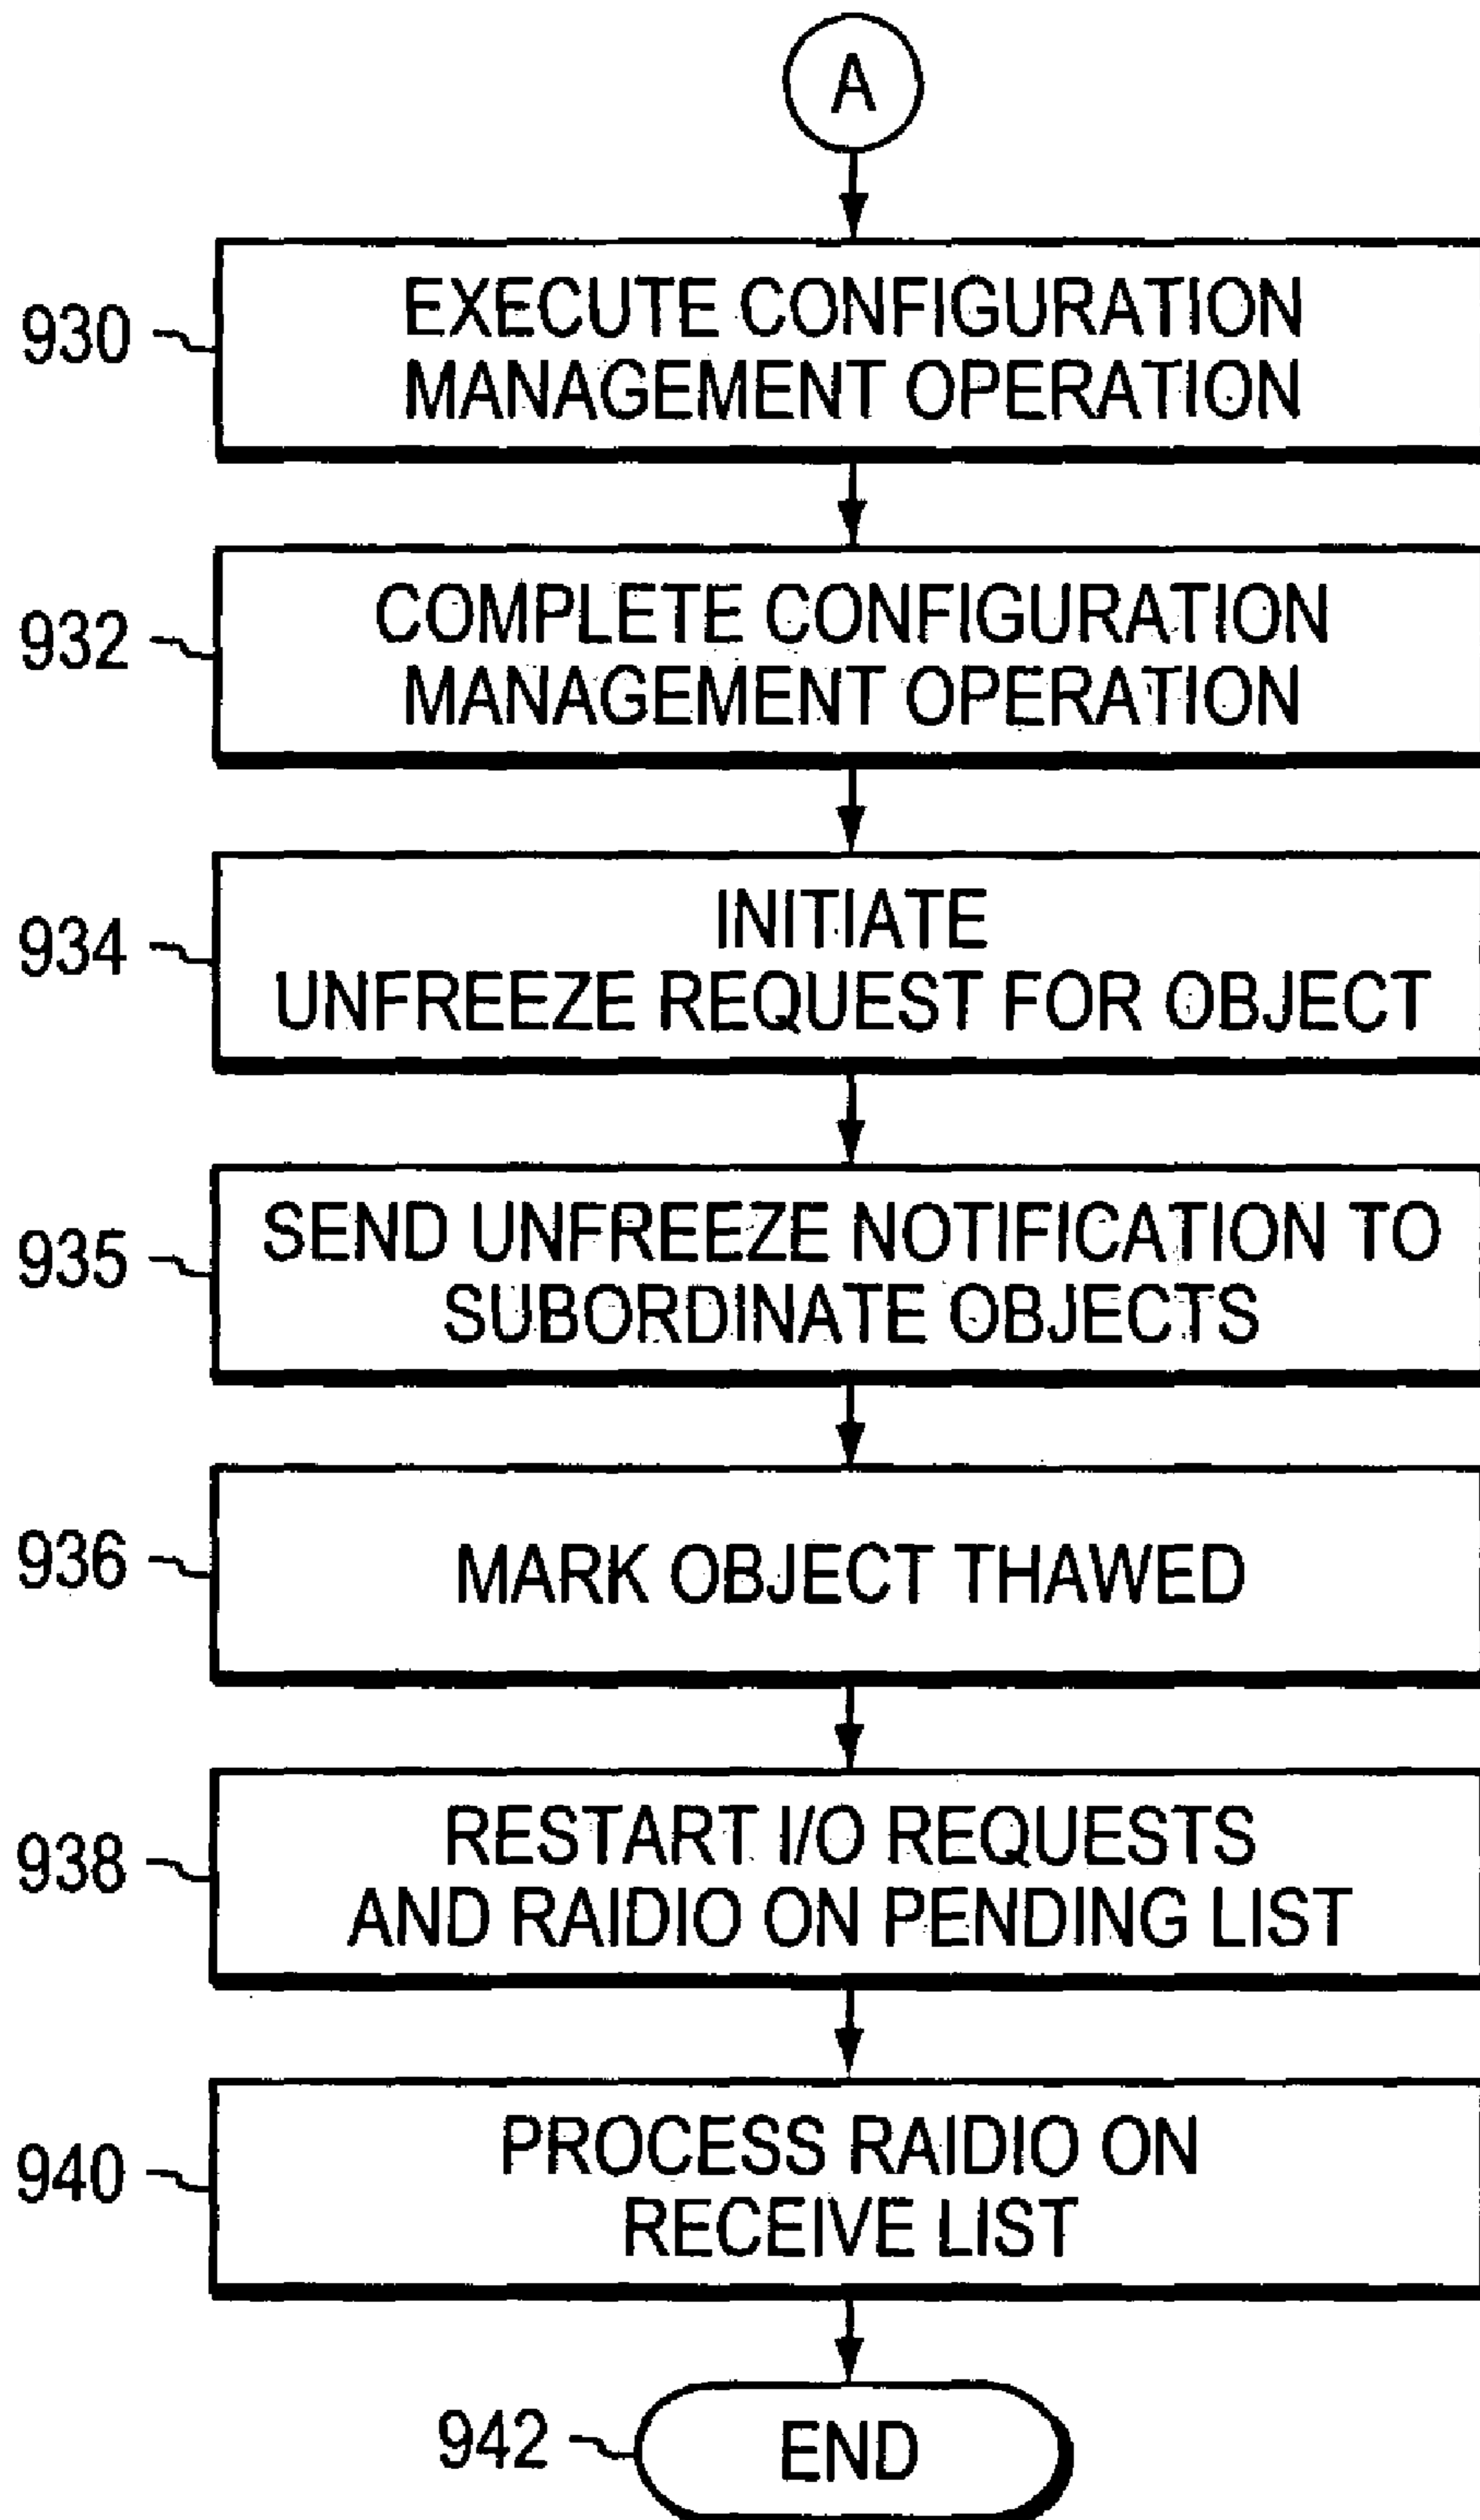 A
930
EXECUTE CONFIGURATION
MANAGEMENT OPERATION
932
COMPLETE CONFIGURATION
MANAGEMENT OPERATION
934
INITIATE
UNFREEZE REQUEST FOR OBJECT
935
SEND UNFREEZE NOTIFICATION TO
SUBORDINATE OBJECTS
936
MARK OBJECT THAWED
938
RESTART I/O REQUESTS
AND RAIDIO ON PENDING LIST
940
PROCESS RAIDIO ON
RECEIVE LIST
942
END